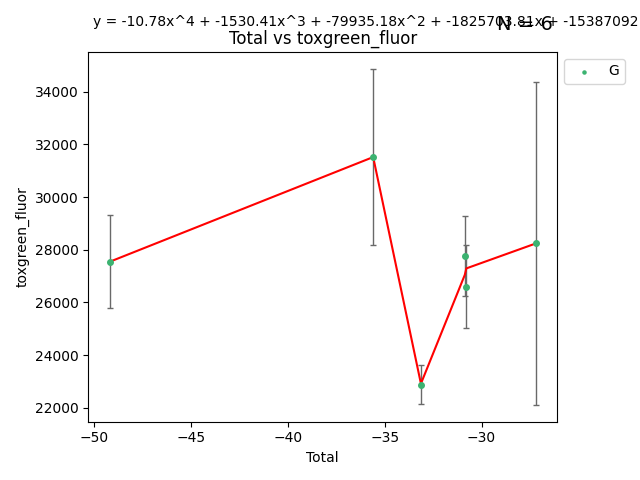 y = -10.78x^4 + -1530.41x^3 + -79935.18x^2 + -1825703.81x + -15387092
N = 6
Total vs toxgreen_fluor
G
toxgreen_fluor
34000
32000
30000
28000
26000
24000
22000
−50
−45
−40
−35
−30
Total